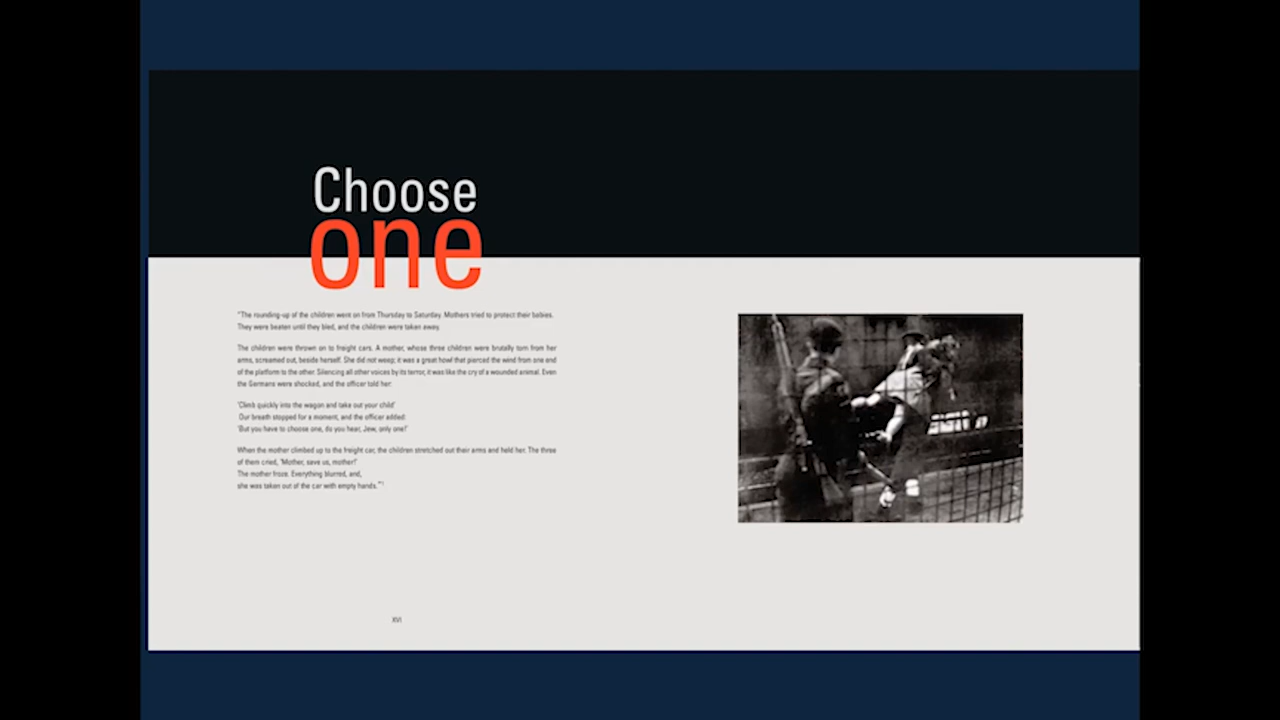 Choose
one
"The rounding-up of the children went on from Thursday to Saturday. Mothers tried to protect their babies.
They were beaten until they bled, and the children were taken away.
The children were thrown on to freight cars. A mother, whose three children were brutally torn from her
arms, screamed out, beside herself. She did not weep; it was a great howl that pierced the wind from one end
of the platform to the other. Silencing all other voices by its terror, it was like the cry of a wounded animal. Even
the Germans were shocked, and the officer told her:
'Climb quickly into the wagon and take out your child!'
Our breath stopped for a moment, and the officer added:
'But you have to choose one, do you hear, Jew, only one!'
When the mother climbed up to the freight car, the children stretched out their arms and held her. The three
of them cried, 'Mother, save us, mother!'
The mother froze. Everything blurred, and,
she was taken out of the car with empty hands."1
XVI